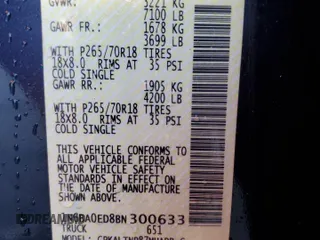 GVWR: 3221 KG
7100 LB
GAWR FR.: 1678 KG
3699 LB
WITH P265/70R18 TIRES
18X8.0 RIMS AT 35 PSI
COLD SINGLE
GAWR RR.: 1905 KG
4200 LB
WITH P265/70R18 TIRES
18X8.0 RIMS AT 35 PSI
COLD SINGLE
THIS VEHICLE CONFORMS TO
ALL APPLICABLE FEDERAL
MOTOR VEHICLE SAFETY
STANDARDS IN EFFECT ON THE
DATE OF MANUFACTURE
SHOWN ABOVE.
300633
TRUCK 651
MODEL: